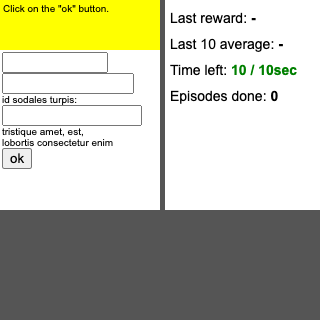 Click on the "ok" button.
id sodales turpis:
tristique amet, est,
lobortis consectetur enim
ok
Last reward: -
Last 10 average: -
Time left: 10 / 10sec
Episodes done: 0